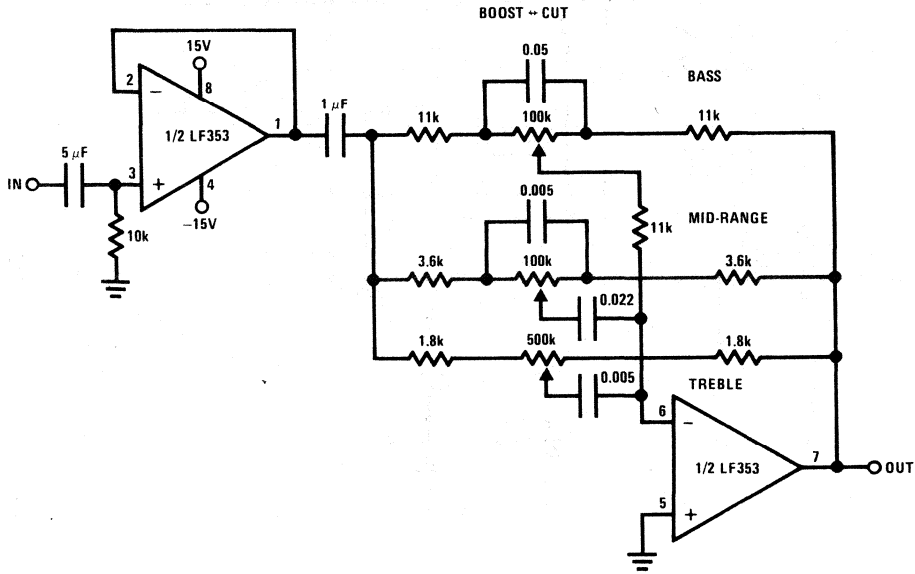 BOOST ↔ CUT
15V
0.05
BASS
2
8
−
1
1 μF
11k
100k
11k
1/2 LF353
5 μF
3
+
4
IN
−15V
0.005
MID-RANGE
10k
11k
3.6k
100k
3.6k
0.022
1.8k
500k
1.8k
0.005
TREBLE
6
−
7
1/2 LF353
OUT
5
+